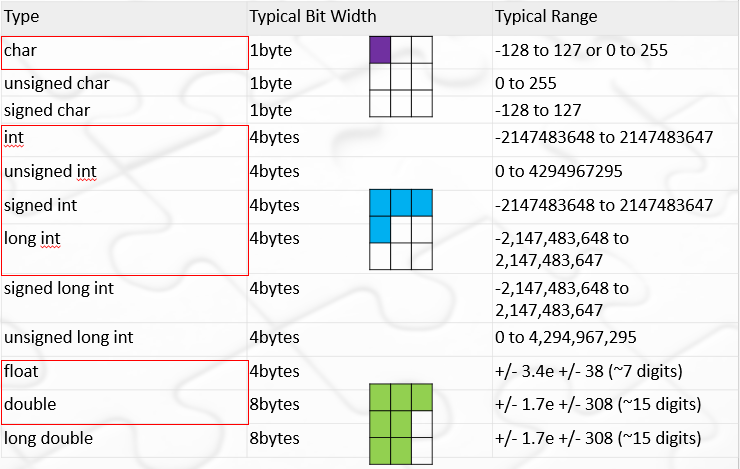 Type Typical Bit Width Typical Range
char 1byte -128 to 127 or 0 to 255
unsigned char 1byte 0 to 255
signed char 1byte -128 to 127
int 4bytes -2147483648 to 2147483647
unsigned int 4bytes 0 to 4294967295
signed int 4bytes -2147483648 to 2147483647
long int 4bytes -2,147,483,648 to
2,147,483,647
signed long int 4bytes -2,147,483,648 to
2,147,483,647
unsigned long int 4bytes 0 to 4,294,967,295
float 4bytes +/- 3.4e +/- 38 (~7 digits)
double 8bytes +/- 1.7e +/- 308 (~15 digits)
long double 8bytes +/- 1.7e +/- 308 (~15 digits)